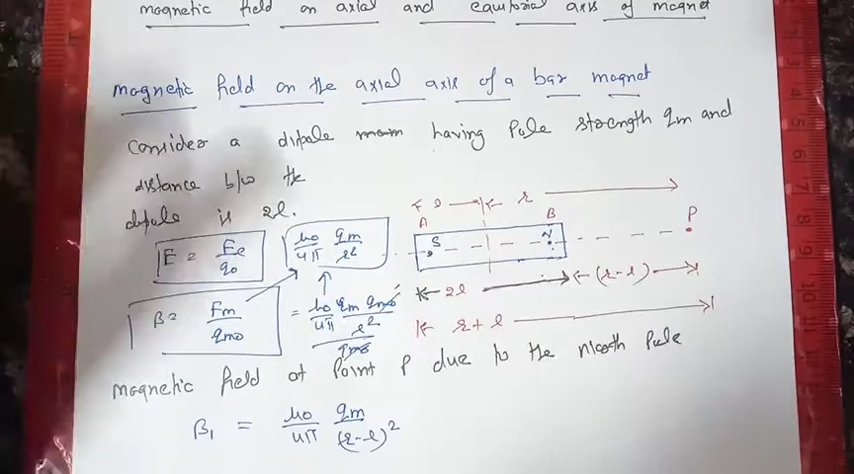 magnetic field on axial and equitorial axis of magnet
magnetic field on the axial axis of a bar magnet
Consider a dipole having Pole strength qm and
distance b/w the
dipole is 2l.
E = Fe/q0
μ0/4π qm/r²
B = Fm/qm0
= μ0/4π qm qm0/r² / qm0
← l → ← r →
A B P
S N
← 2l → ← (r-l) →
← r + l →
magnetic field at Point P due to the North Pole
B₁ = μ0/4π qm/(r-l)²